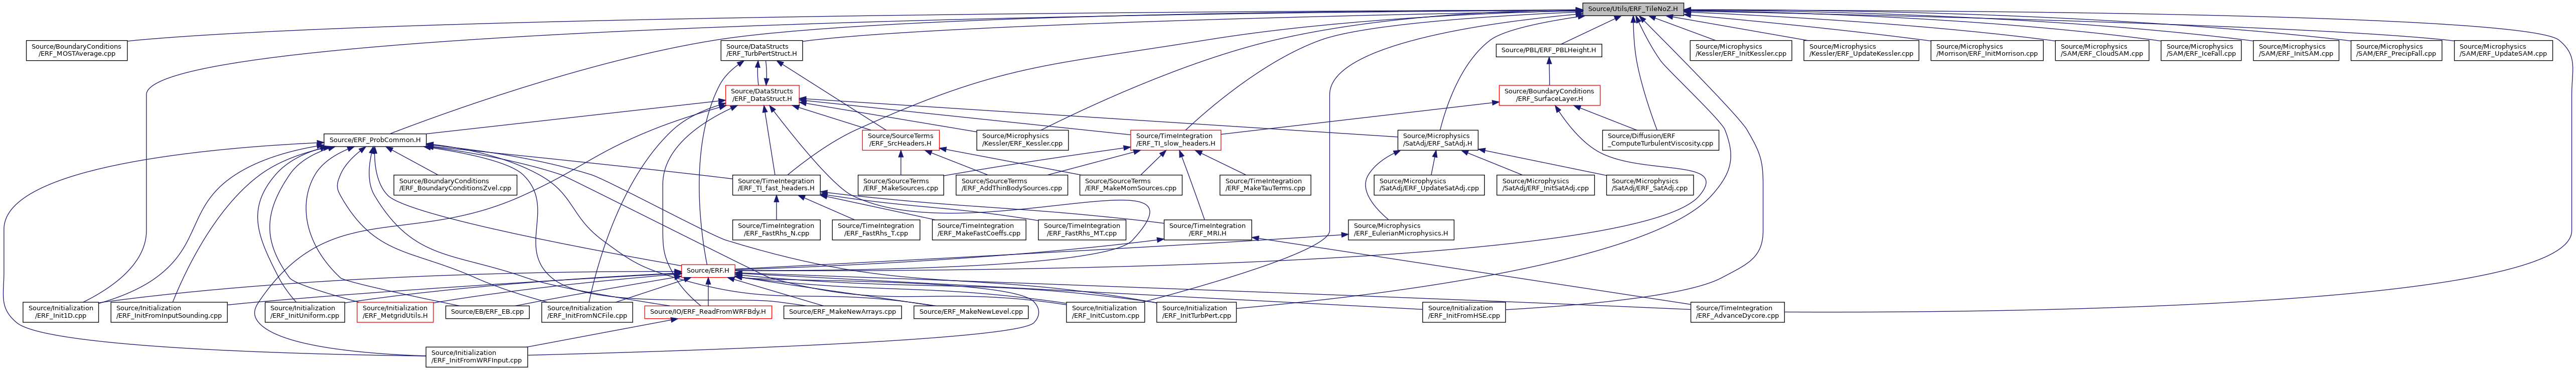 Source/Utils/ERF_TileNoZ.H
Source/BoundaryConditions
/ERF_MOSTAverage.cpp
Source/DataStructs
/ERF_TurbPertStruct.H
Source/PBL/ERF_PBLHeight.H
Source/Microphysics
/Kessler/ERF_InitKessler.cpp
Source/Microphysics
/Kessler/ERF_UpdateKessler.cpp
Source/Microphysics
/Morrison/ERF_InitMorrison.cpp
Source/Microphysics
/SAM/ERF_CloudSAM.cpp
Source/Microphysics
/SAM/ERF_IceFall.cpp
Source/Microphysics
/SAM/ERF_InitSAM.cpp
Source/Microphysics
/SAM/ERF_PrecipFall.cpp
Source/Microphysics
/SAM/ERF_UpdateSAM.cpp
Source/DataStructs
/ERF_DataStruct.H
Source/BoundaryConditions
/ERF_SurfaceLayer.H
Source/ERF_ProbCommon.H
Source/SourceTerms
/ERF_SrcHeaders.H
Source/Microphysics
/Kessler/ERF_Kessler.cpp
Source/TimeIntegration
/ERF_TI_slow_headers.H
Source/Microphysics
/SatAdj/ERF_SatAdj.H
Source/Diffusion/ERF
_ComputeTurbulentViscosity.cpp
Source/BoundaryConditions
/ERF_BoundaryConditionsZvel.cpp
Source/TimeIntegration
/ERF_TI_fast_headers.H
Source/SourceTerms
/ERF_MakeSources.cpp
Source/SourceTerms
/ERF_AddThinBodySources.cpp
Source/SourceTerms
/ERF_MakeMomSources.cpp
Source/TimeIntegration
/ERF_MakeTauTerms.cpp
Source/Microphysics
/SatAdj/ERF_UpdateSatAdj.cpp
Source/Microphysics
/SatAdj/ERF_InitSatAdj.cpp
Source/Microphysics
/SatAdj/ERF_SatAdj.cpp
Source/TimeIntegration
/ERF_FastRhs_N.cpp
Source/TimeIntegration
/ERF_FastRhs_T.cpp
Source/TimeIntegration
/ERF_MakeFastCoeffs.cpp
Source/TimeIntegration
/ERF_FastRhs_MT.cpp
Source/TimeIntegration
/ERF_MRI.H
Source/Microphysics
/ERF_EulerianMicrophysics.H
Source/ERF.H
Source/Initialization
/ERF_Init1D.cpp
Source/Initialization
/ERF_InitFromInputSounding.cpp
Source/Initialization
/ERF_InitUniform.cpp
Source/Initialization
/ERF_MetgridUtils.H
Source/EB/ERF_EB.cpp
Source/Initialization
/ERF_InitFromNCFile.cpp
Source/IO/ERF_ReadFromWRFBdy.H
Source/ERF_MakeNewArrays.cpp
Source/ERF_MakeNewLevel.cpp
Source/Initialization
/ERF_InitCustom.cpp
Source/Initialization
/ERF_InitTurbPert.cpp
Source/Initialization
/ERF_InitFromHSE.cpp
Source/TimeIntegration
/ERF_AdvanceDycore.cpp
Source/Initialization
/ERF_InitFromWRFInput.cpp